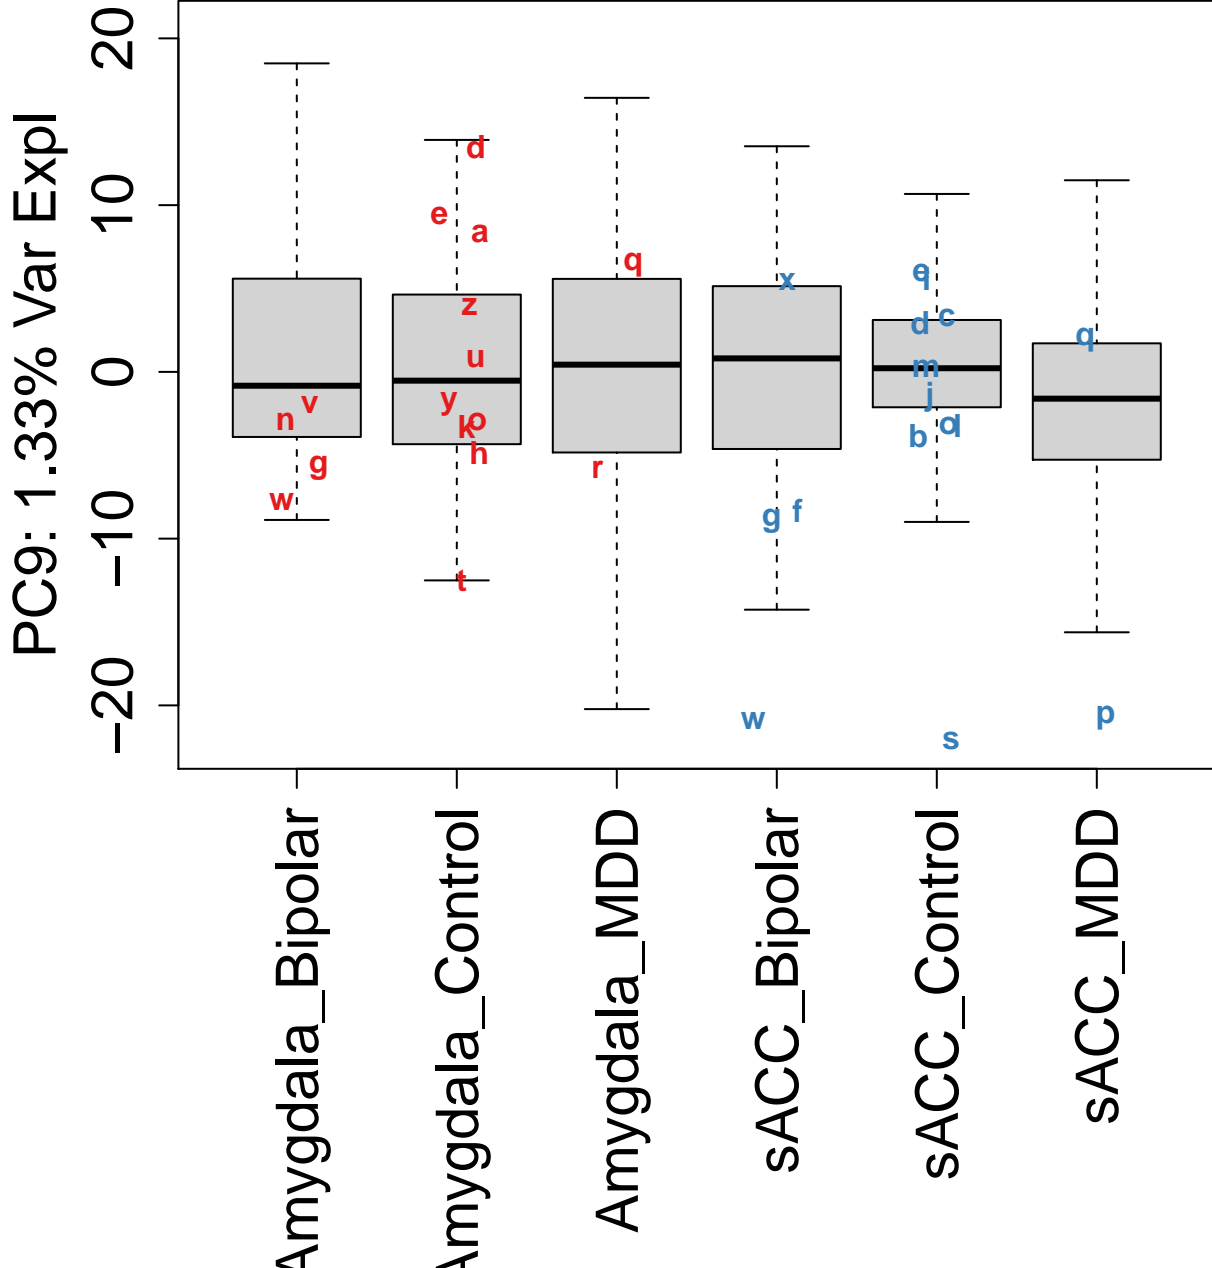 PC9: 1.33% Var Expl
20
10
0
−10
−20
d
e
a
z
u
y
o
k
h
t
n
v
g
w
q
r
x
g
f
w
e
c
d
m
j
b
s
q
p
Amygdala_Bipolar
Amygdala_Control
Amygdala_MDD
sACC_Bipolar
sACC_Control
sACC_MDD